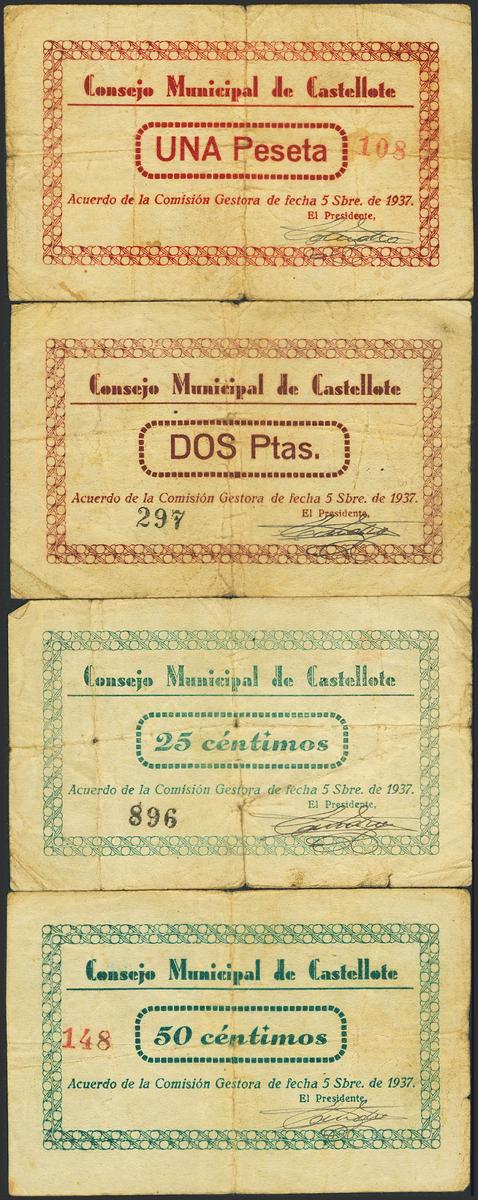 Consejo Municipal de Castellote
UNA Peseta 108
Acuerdo de la Comisión Gestora de fecha 5 Sbre. de 1937.
El Presidente,
Consejo Municipal de Castellote
DOS Ptas.
Acuerdo de la Comisión Gestora de fecha 5 Sbre. de 1937.
297 El Presidente,
Consejo Municipal de Castellote
25 céntimos
Acuerdo de la Comisión Gestora de fecha 5 Sbre. de 1937.
896 El Presidente,
Consejo Municipal de Castellote
148 50 céntimos
Acuerdo de la Comisión Gestora de fecha 5 Sbre. de 1937.
El Presidente,